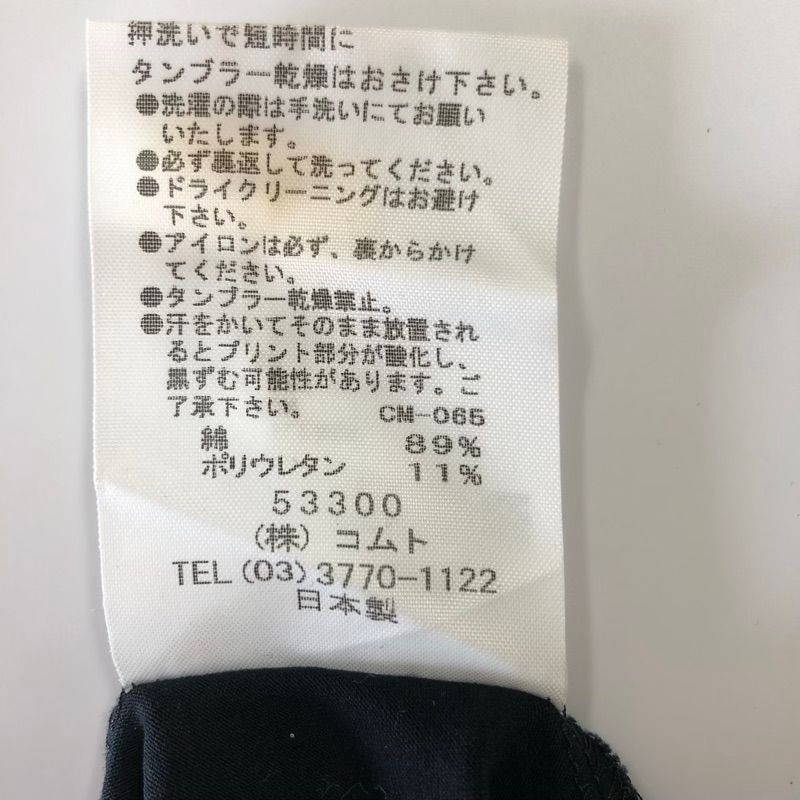 押洗いで短時間に
タンブラー乾燥はおさけ下さい。
●洗濯の際は手洗いにてお願い
いたします。
●必ず裏返して洗ってください。
●ドライクリーニングはお避け
下さい。
●アイロンは必ず、裏からかけ
てください。
●タンブラー乾燥禁止。
●汗をかいてそのまま放置され
るとプリント部分が酸化し、
黒ずむ可能性があります。ご
了承下さい。 CM-065
綿 89%
ポリウレタン 11%
53300
(株) コムト
TEL(03)3770-1122
日本製